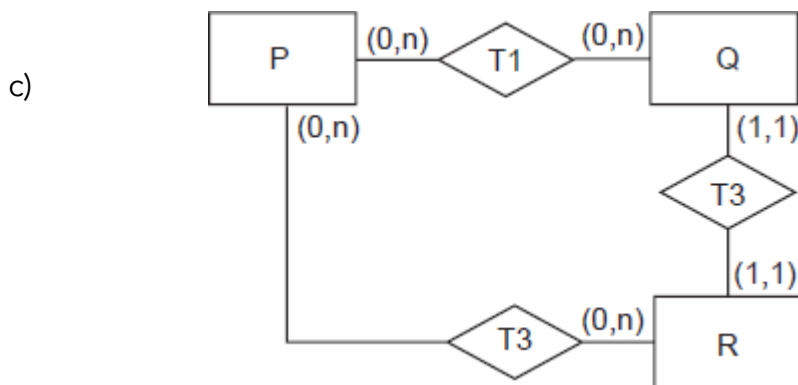 (0,n) (0,n)
P T1 Q
c)
(0,n) (1,1)
T3
(1,1)
(0,n)
T3 R